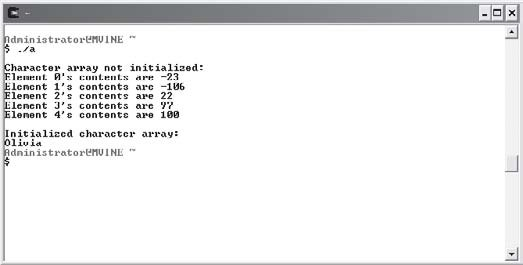 ~
Administrator@MVINE ~
$ ./a
Character array not initialized:
Element 0's contents are -23
Element 1's contents are -106
Element 2's contents are 22
Element 3's contents are 97
Element 4's contents are 100
Initialized character array:
Olivia
Administrator@MVINE ~
$